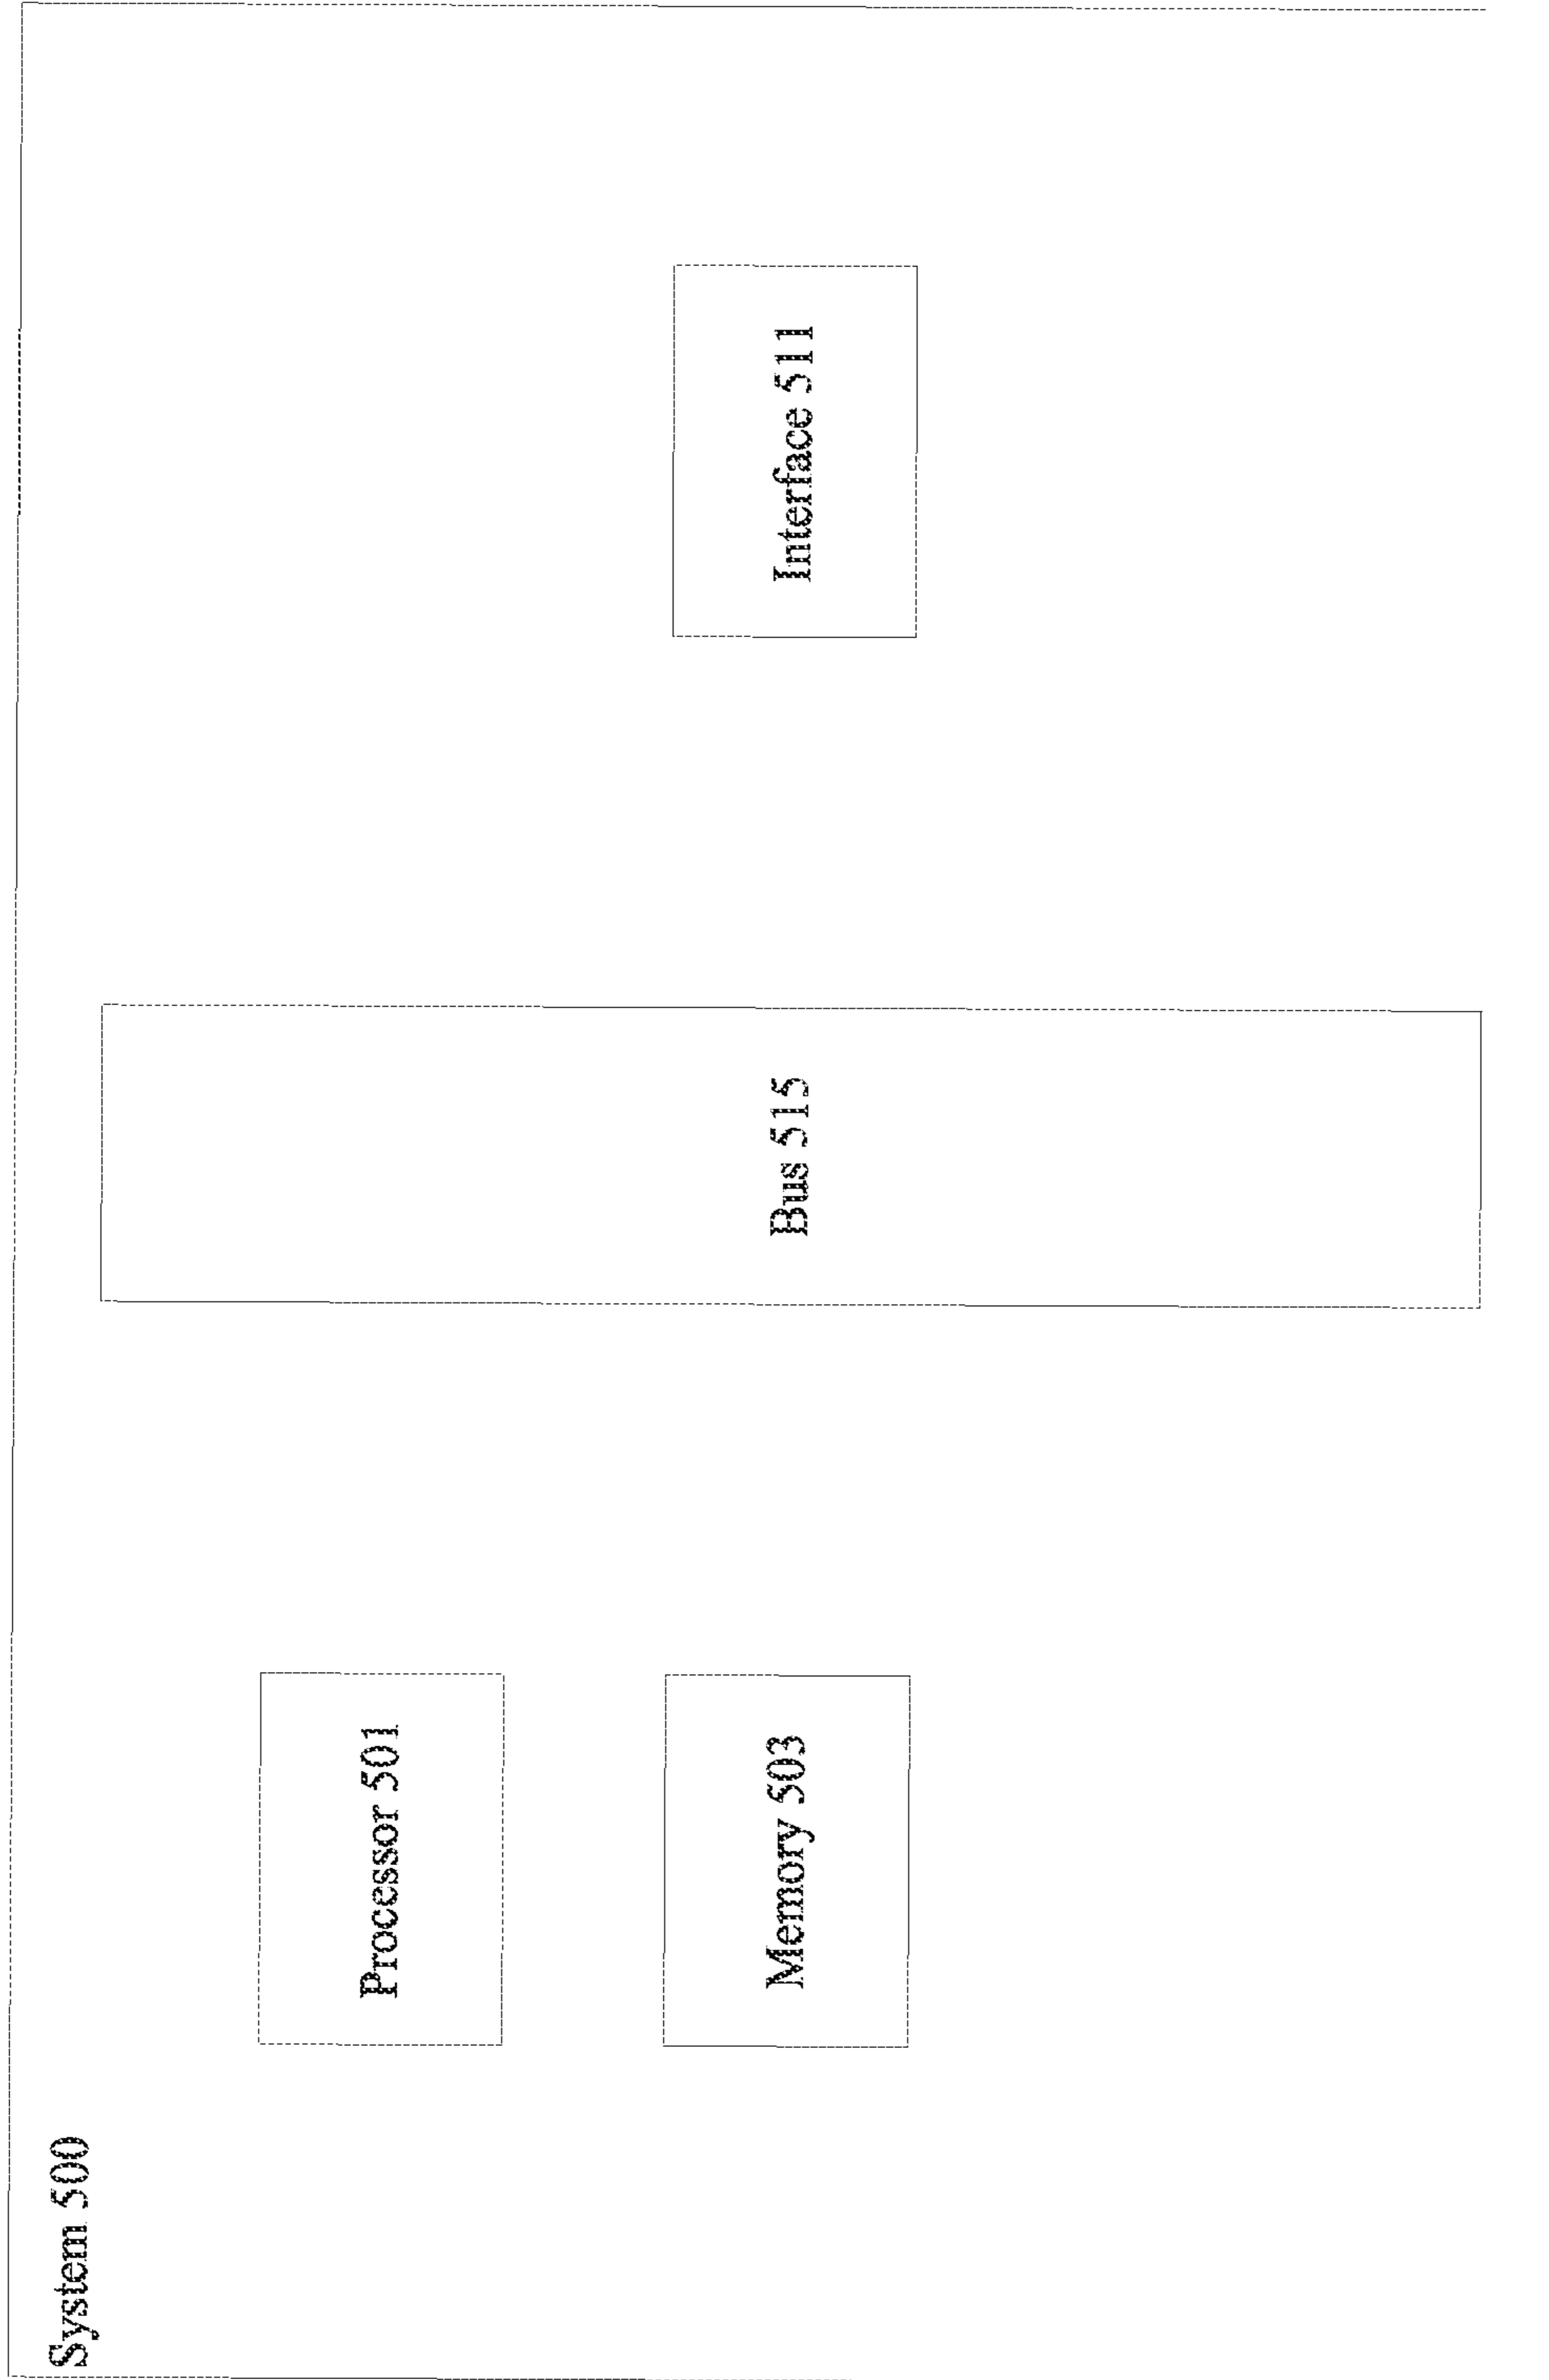 System 500
Processor 501
Memory 503
Bus 515
Interface 511